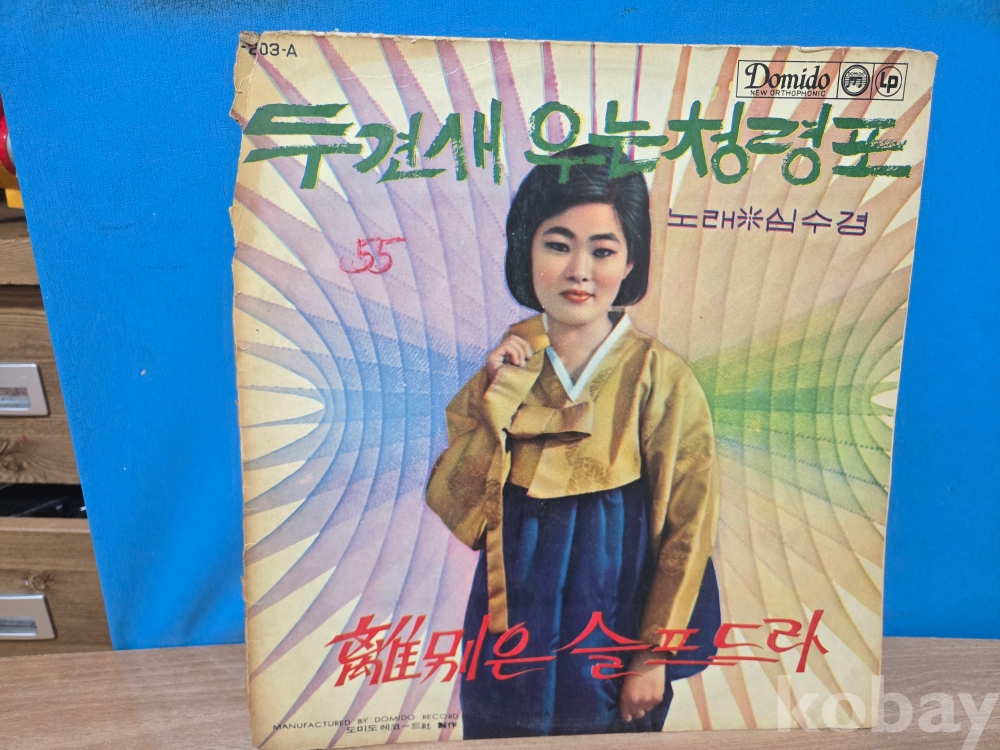 -203-A
Domido
NEW ORTHOPHONIC
DOMIDO
LP
두견새 우는 청령포
노래※심수경
55
離別은 슬프드라
MANUFACTURED BY DOMIDO RECORD
도미도 레코ー드社 製作
kobay